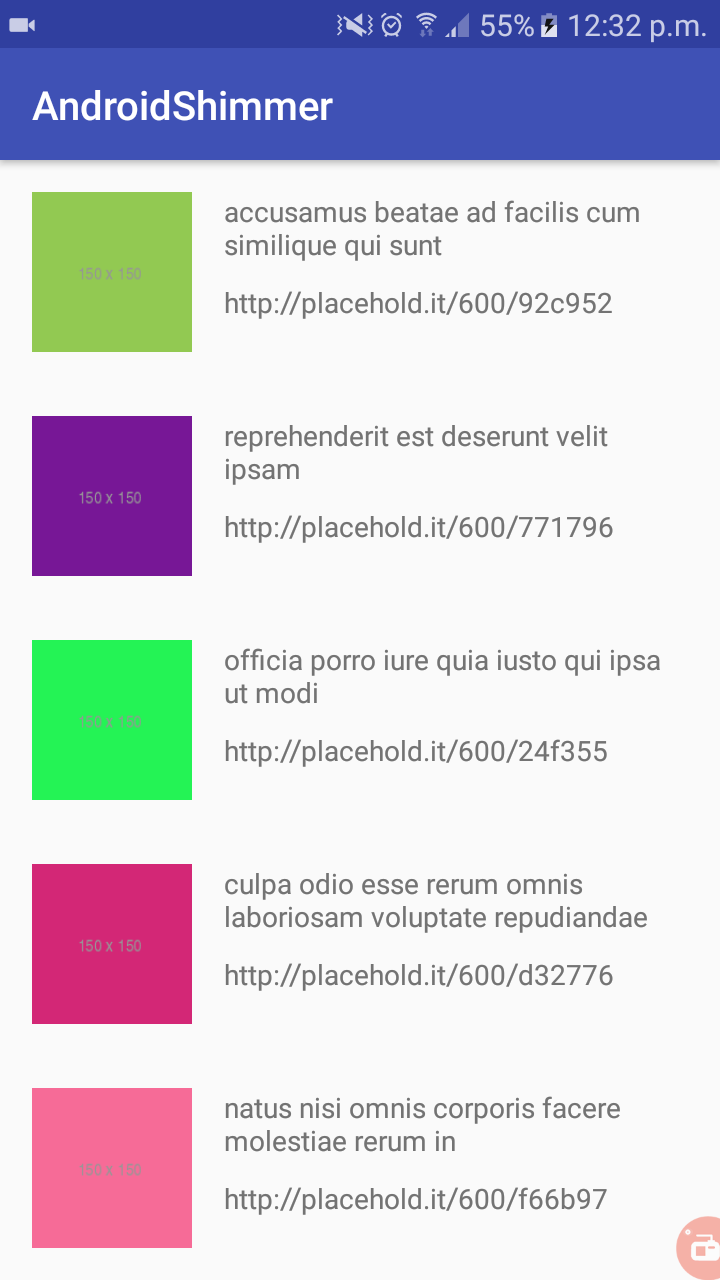 55% 12:32 p.m.
AndroidShimmer
150 x 150
accusamus beatae ad facilis cum
similique qui sunt
http://placehold.it/600/92c952
150 x 150
reprehenderit est deserunt velit
ipsam
http://placehold.it/600/771796
150 x 150
officia porro iure quia iusto qui ipsa
ut modi
http://placehold.it/600/24f355
150 x 150
culpa odio esse rerum omnis
laboriosam voluptate repudiandae
http://placehold.it/600/d32776
150 x 150
natus nisi omnis corporis facere
molestiae rerum in
http://placehold.it/600/f66b97